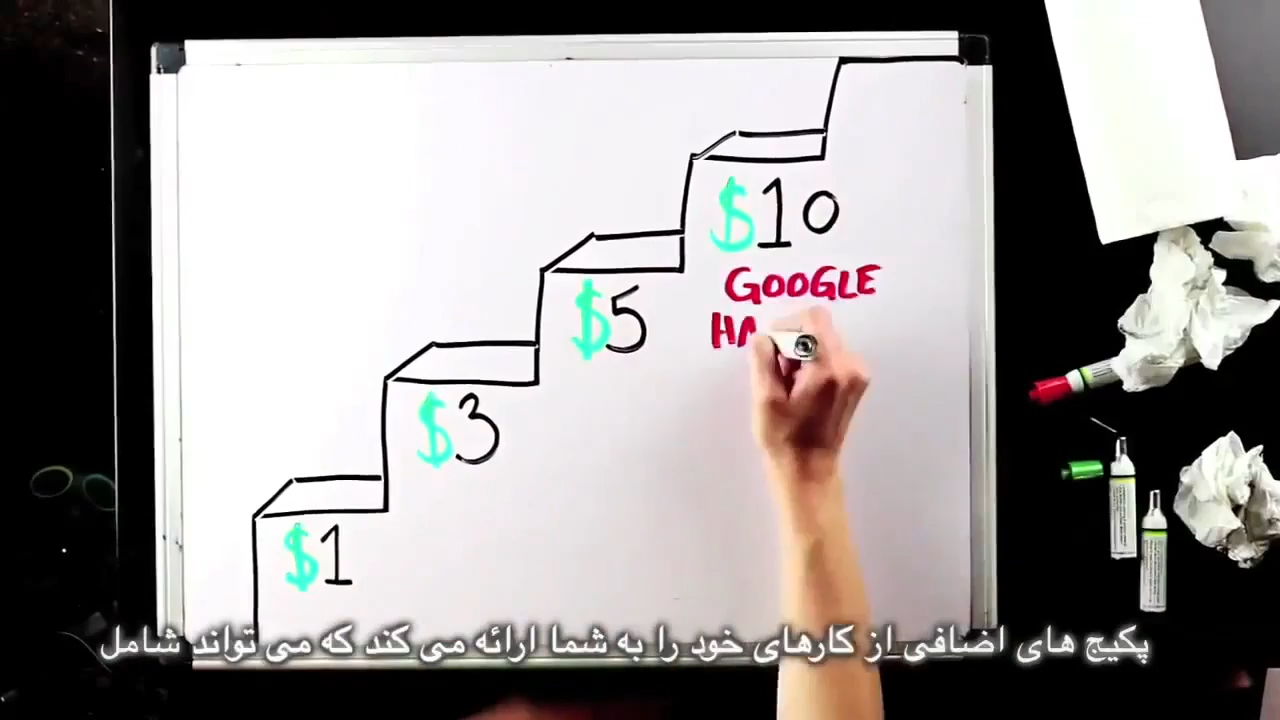 $10
GOOGLE
HA
$5
$3
$1
پکیج های اضافی از کارهای خود را به شما ارائه می کند که می تواند شامل